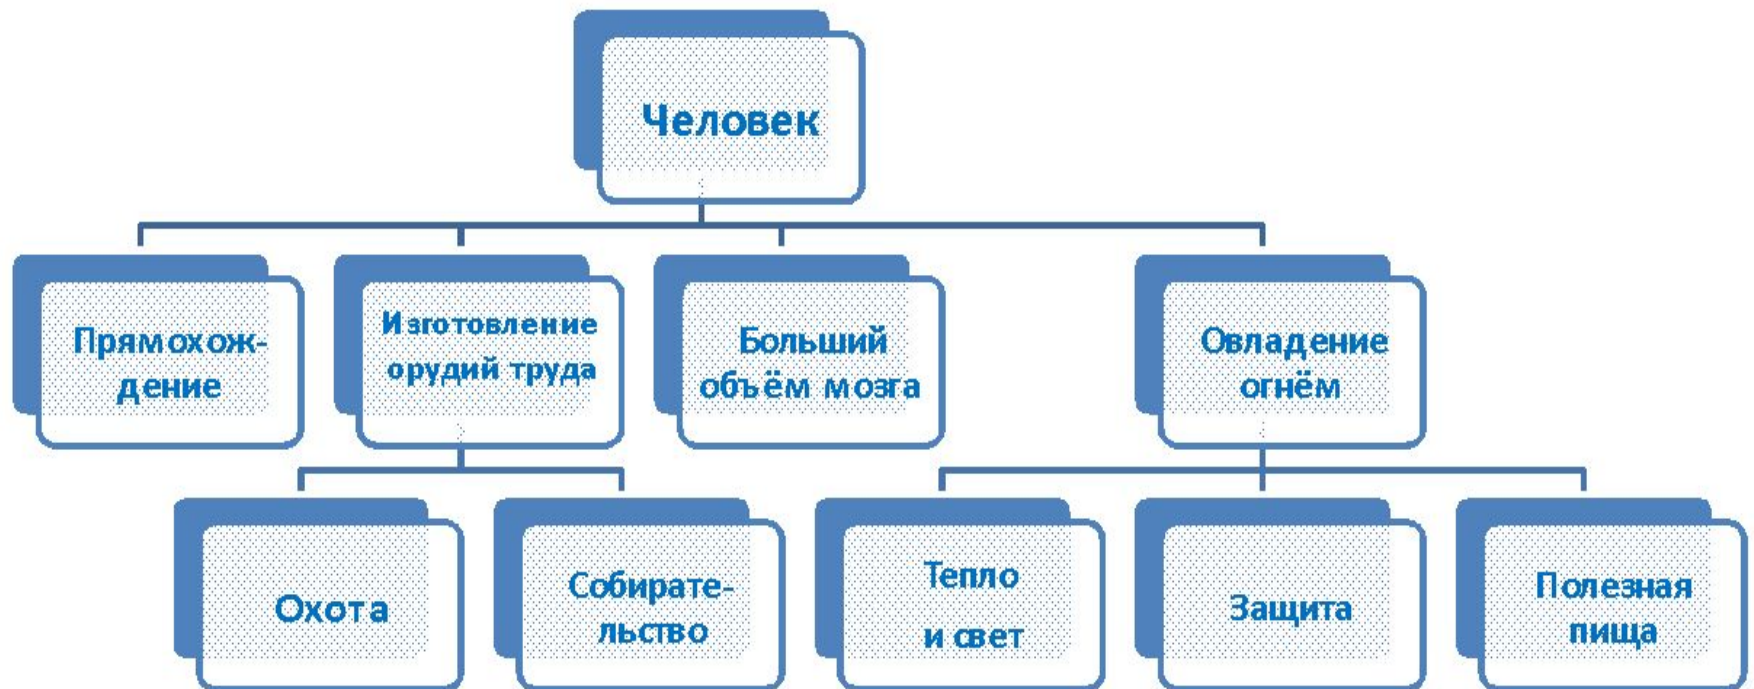 Человек
Прямохож-
дение
Изготовление
орудий труда
Больший
объём мозга
Овладение
огнём
Охота
Собирате-
льство
Тепло
и свет
Защита
Полезная
пища